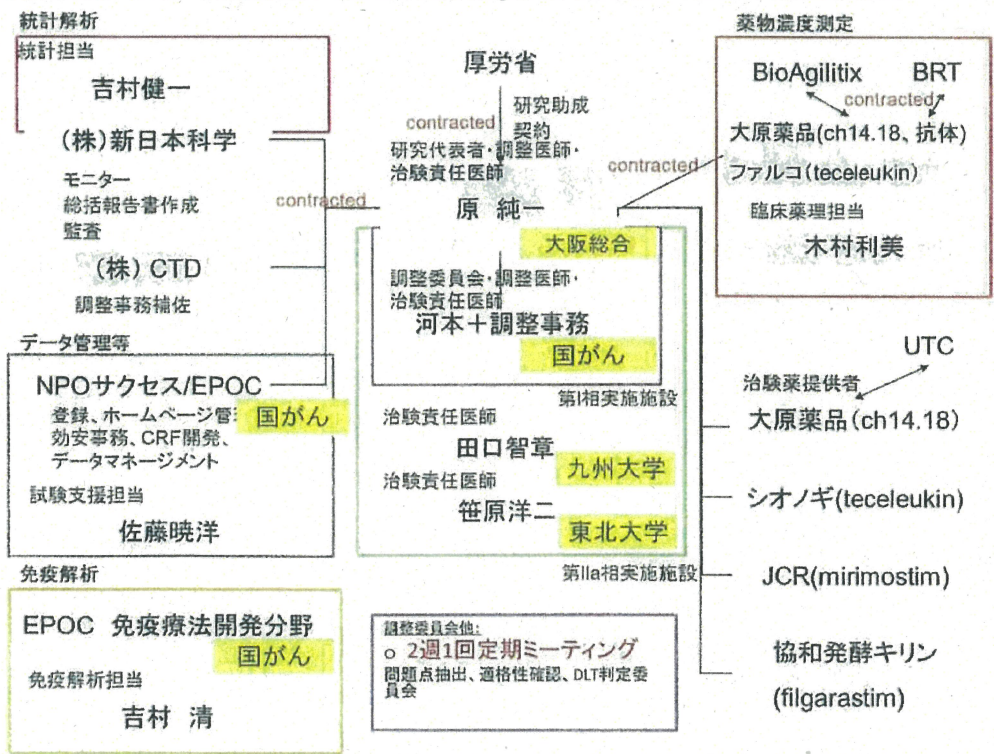 統計解析
統計担当
吉村健一
(株)新日本科学
モニター
総括報告書作成
監査
(株) CTD
調整事務補佐
データ管理等
NPOサクセス/EPOC
登録、ホームページ管
国がん
効安事務、CRF開発、
データマネージメント
試験支援担当
佐藤暁洋
免疫解析
EPOC 免疫療法開発分野
国がん
免疫解析担当
吉村 清
厚労省
研究助成
contracted
契約
研究代表者・調整医師・
治験責任医師
contracted
contracted
原 純一
大阪総合
調整委員会・調整医師・
治験責任医師
河本+調整事務
国がん
第I相実施施設
治験責任医師
田口智章
九州大学
治験責任医師
笹原洋二
東北大学
第IIa相実施施設
調整委員会他:
o 2週1回定期ミーティング
問題点抽出、適格性確認、DLT判定委
員会
薬物濃度測定
BioAgilitix BRT
contracted
大原薬品(ch14.18、抗体)
ファルコ(teceleukin)
臨床薬理担当
木村利美
UTC
治験薬提供者
大原薬品(ch14.18)
シオノギ(teceleukin)
JCR(mirimostim)
協和発酵キリン
(filgarastim)